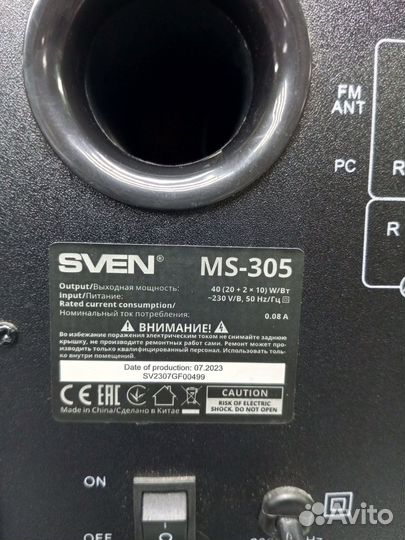 FM
ANT
PC
R
R
SVEN® MS-305
Output/Выходная мощность: 40 (20 + 2 × 10) W/Вт
Input/Питание: ~230 V/В, 50 Hz/Гц
Rated current consumption/
Номинальный ток потребления: 0.08 A
ВНИМАНИЕ!
Во избежание поражения электрическим током не снимайте заднюю
крышку, не производите ремонтных работ сами. Ремонт может про-
изводить только квалифицированный персонал. Использовать толь-
ко внутри помещений.
Date of production: 07.2023
SV2307GF00499
CE EAC
CAUTION
RISK OF ELECTRIC
SHOCK. DO NOT OPEN
Made in China/Сделано в Китае
ON
OFF
Hz
Avito